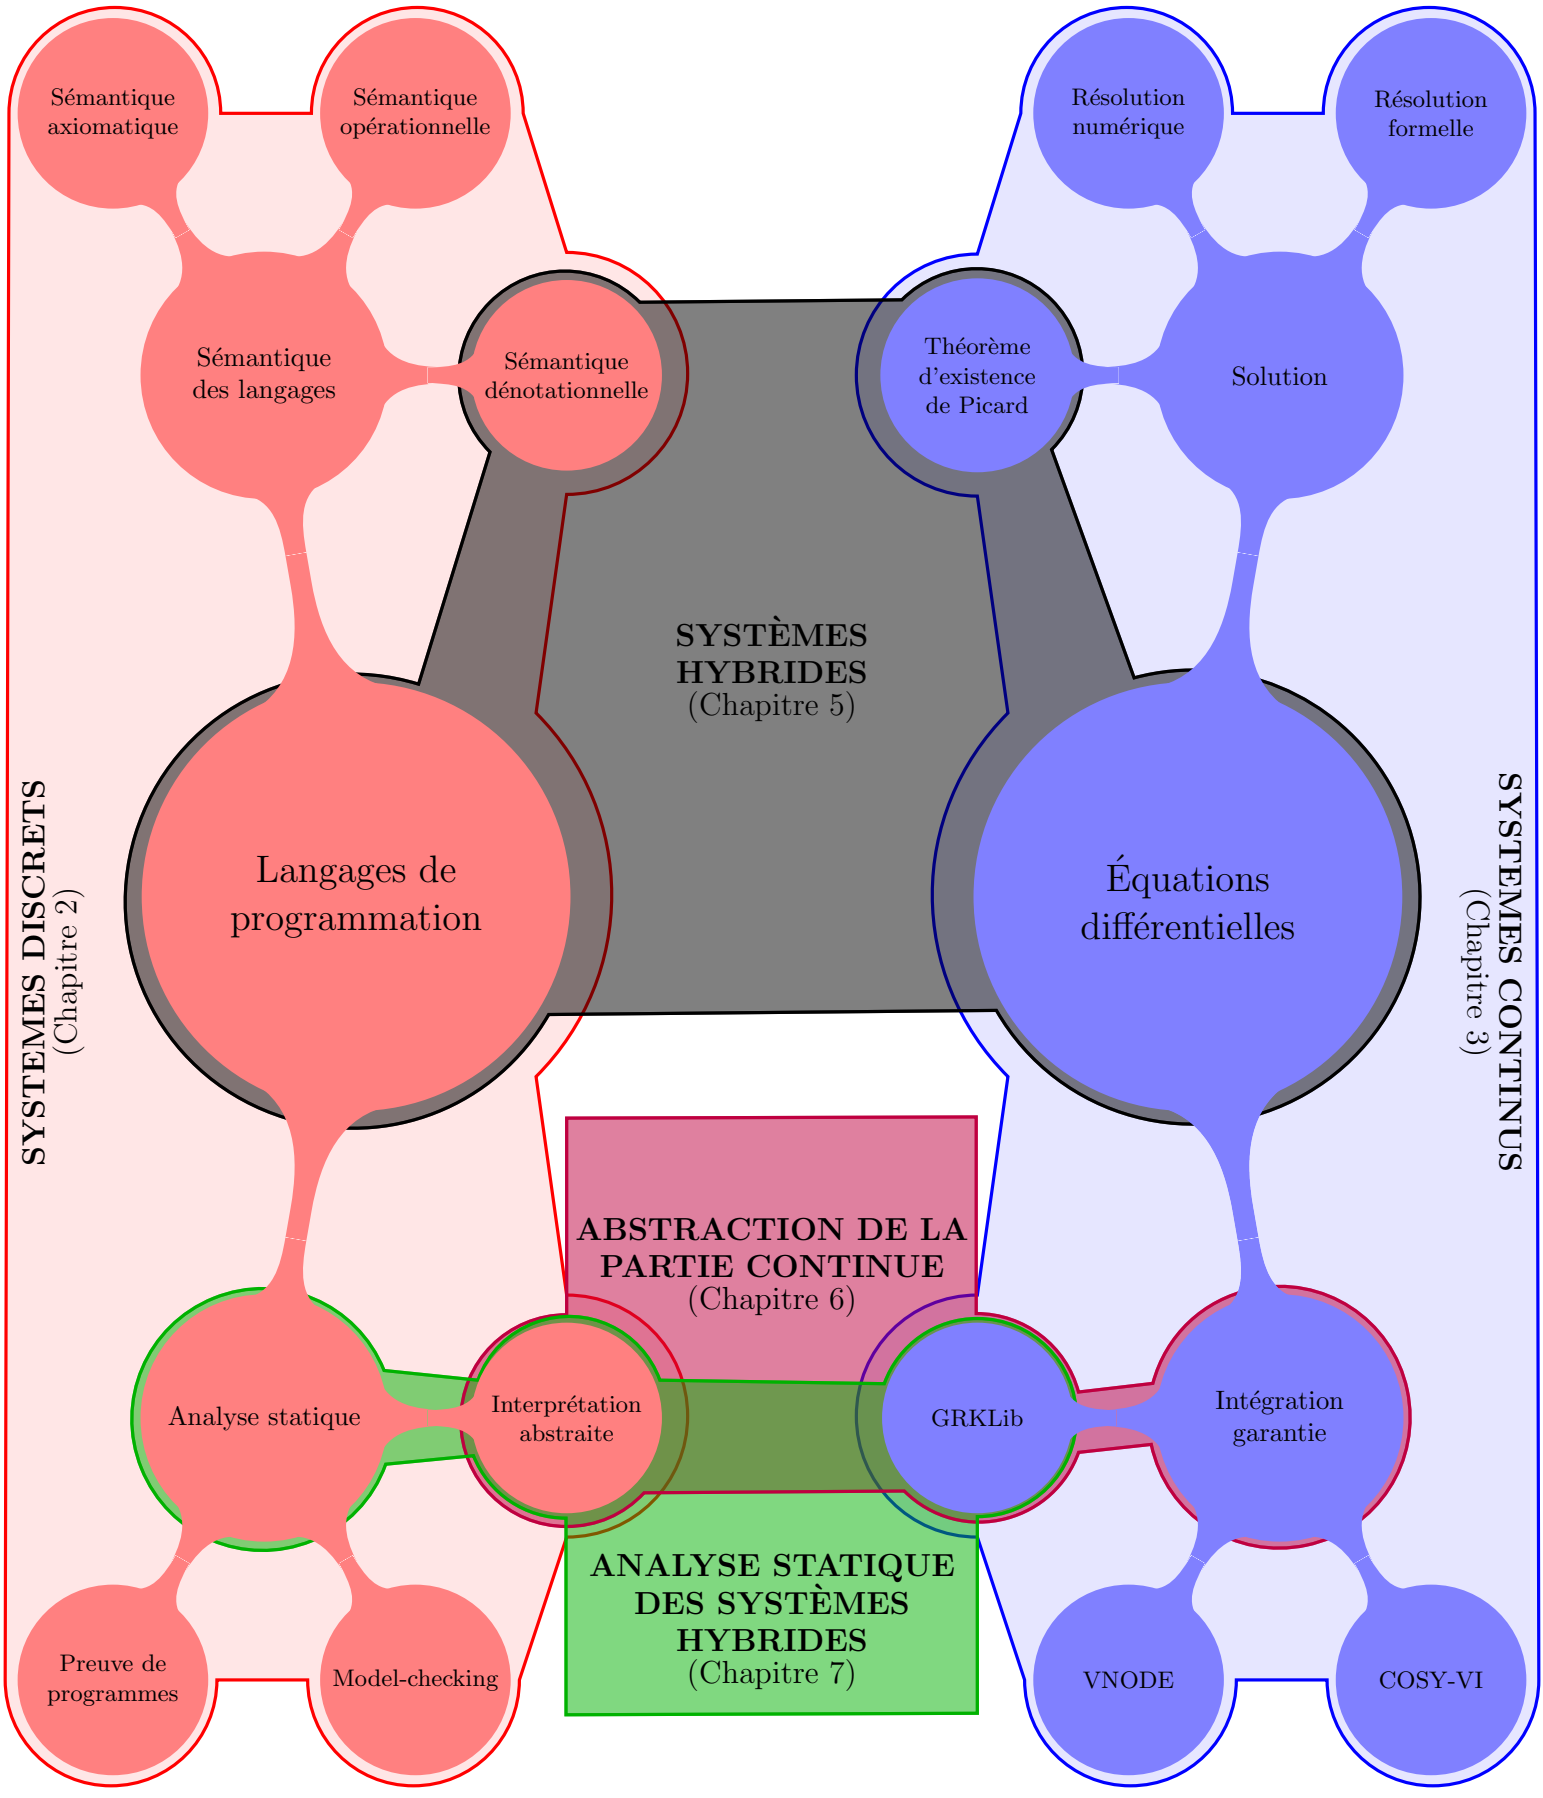 Sémantique
axiomatique
Sémantique
opérationnelle
Résolution
numérique
Résolution
formelle
Sémantique
des langages
Sémantique
dénotationnelle
Théorème
d'existence
de Picard
Solution
SYSTÈMES
HYBRIDES
(Chapitre 5)
SYSTEMES DISCRETS
(Chapitre 2)
Langages de
programmation
Équations
différentielles
SYSTEMES CONTINUS
(Chapitre 3)
ABSTRACTION DE LA
PARTIE CONTINUE
(Chapitre 6)
Analyse statique
Interprétation
abstraite
GRKLib
Intégration
garantie
ANALYSE STATIQUE
DES SYSTÈMES
HYBRIDES
(Chapitre 7)
Preuve de
programmes
Model-checking
VNODE
COSY-VI